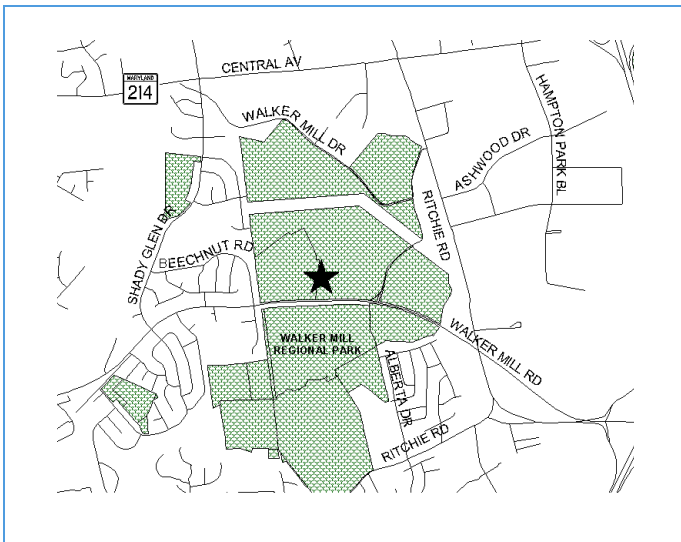 CENTRAL AV
MARYLAND
214
WALKER MILL DR
HAMPTON PARK BL
ASHWOOD DR
RITCHIE RD
SHADY GLEN DR
BEECHNUT RD
WALKER MILL
REGIONAL PARK
WALKER MILL RD
ALBERTA DR
RITCHIE RD